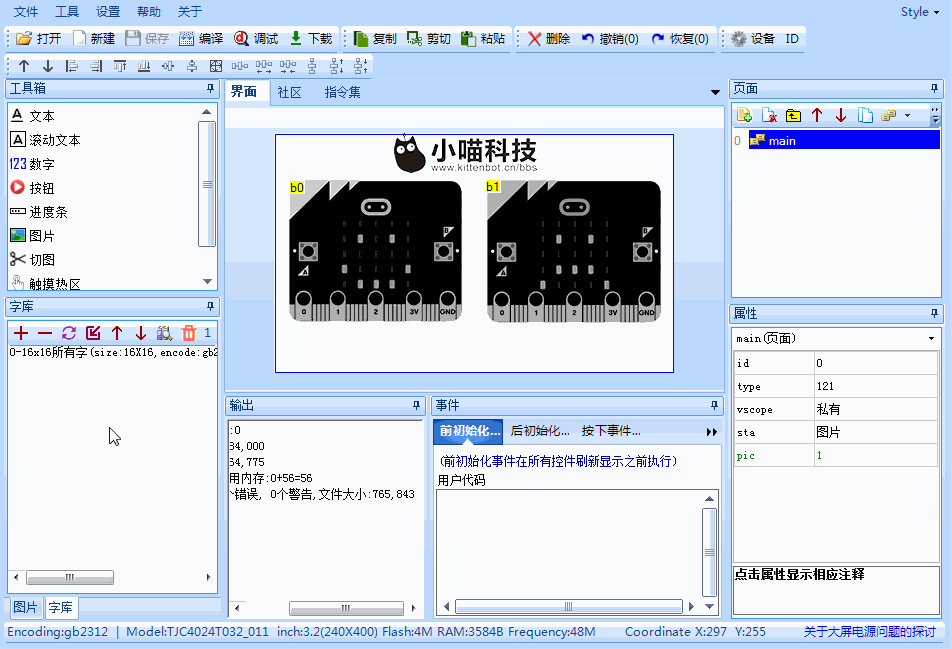 文件 工具 设置 帮助 关于 Style
打开 新建 保存 编译 调试 下载 复制 剪切 粘贴 删除 撤销(0) 恢复(0) 设备 ID
工具箱
A 文本
A 滚动文本
123 数字
按钮
进度条
图片
切图
触摸热区
字库
1
0-16x16所有字(size:16X16,encode:gb2
图片 字库
界面 社区 指令集
小喵科技
www.kittenbot.cn/bbs
b0 b1
A B A B
0 1 2 3V GND 0 1 2 3V GND
输出
:0
34,000
64,775
用内存:0+56=56
错误, 0个警告,文件大小:765,843
事件
前初始化... 后初始化... 按下事件...
(前初始化事件在所有控件刷新显示之前执行)
用户代码
页面
0 main
属性
main(页面)
id 0
type 121
vscope 私有
sta 图片
pic 1
点击属性显示相应注释
Encoding:gb2312 | Model:TJC4024T032_011 inch:3.2(240X400) Flash:4M RAM:3584B Frequency:48M Coordinate X:297 Y:255 关于大屏电源问题的探讨